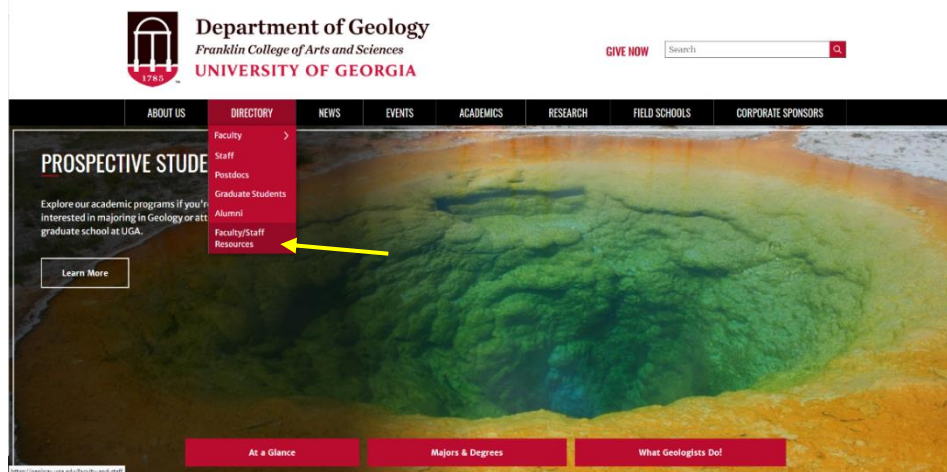 Department of Geology
Franklin College of Arts and Sciences
UNIVERSITY OF GEORGIA
1785
GIVE NOW
Search
ABOUT US
DIRECTORY
NEWS
EVENTS
ACADEMICS
RESEARCH
FIELD SCHOOLS
CORPORATE SPONSORS
Faculty
Staff
Postdocs
Graduate Students
Alumni
Faculty/Staff
Resources
PROSPECTIVE STUDE
Explore our academic programs if you'r
interested in majoring in Geology or att
graduate school at UGA.
Learn More
At a Glance
Majors & Degrees
What Geologists Do!